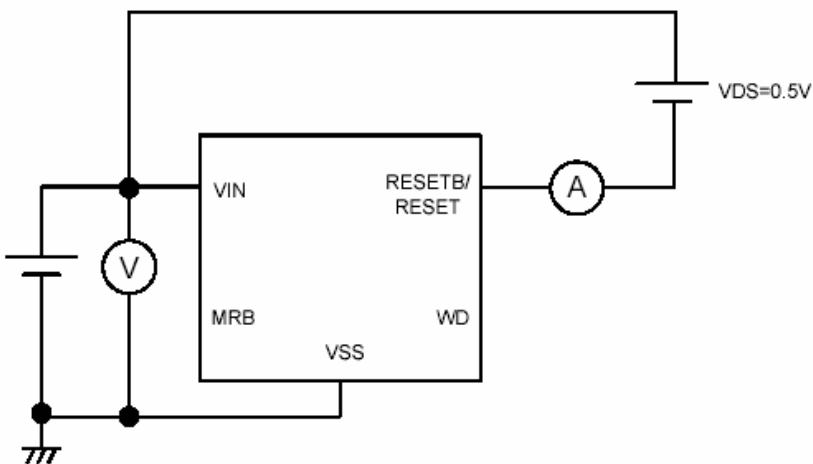 VDS=0.5V
VIN
RESETB/
RESET
A
V
MRB
WD
VSS